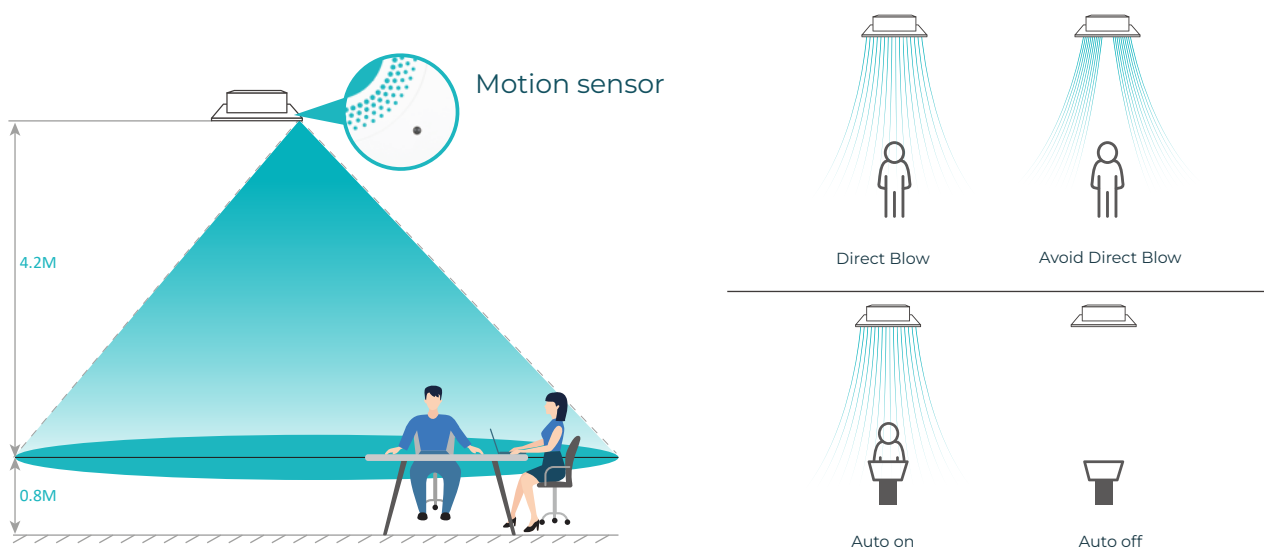 Motion sensor
4.2M
0.8M
Direct Blow
Avoid Direct Blow
Auto on
Auto off